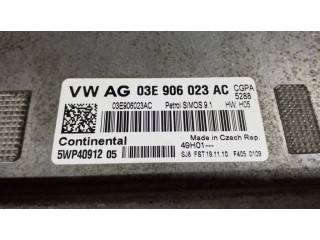 VW AG 03E 906 023 AC CGPA
5288
03E906023AC Petrol SIMOS 9.1 HW: H05
Continental
Made in Czech Rep.
5WP40912 05
49H01---
SJ8 FST 19.11.10 F405 0109